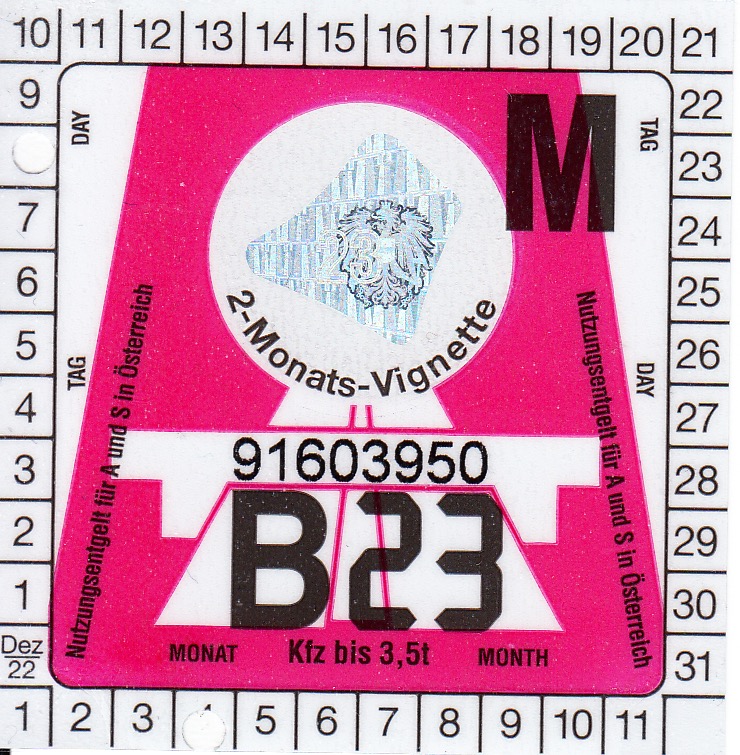 10 11 12 13 14 15 16 17 18 19 20 21
9
7
6
5
4
3
2
1
Dez
22
DAY
TAG
M
TAG
DAY
23
2-Monats-Vignette
Nutzungsentgelt für A und S in Österreich
Nutzungsentgelt für A und S in Österreich
91603950
B23
MONAT Kfz bis 3,5t MONTH
22
23
24
25
26
27
28
29
30
31
1 2 3 5 6 7 8 9 10 11